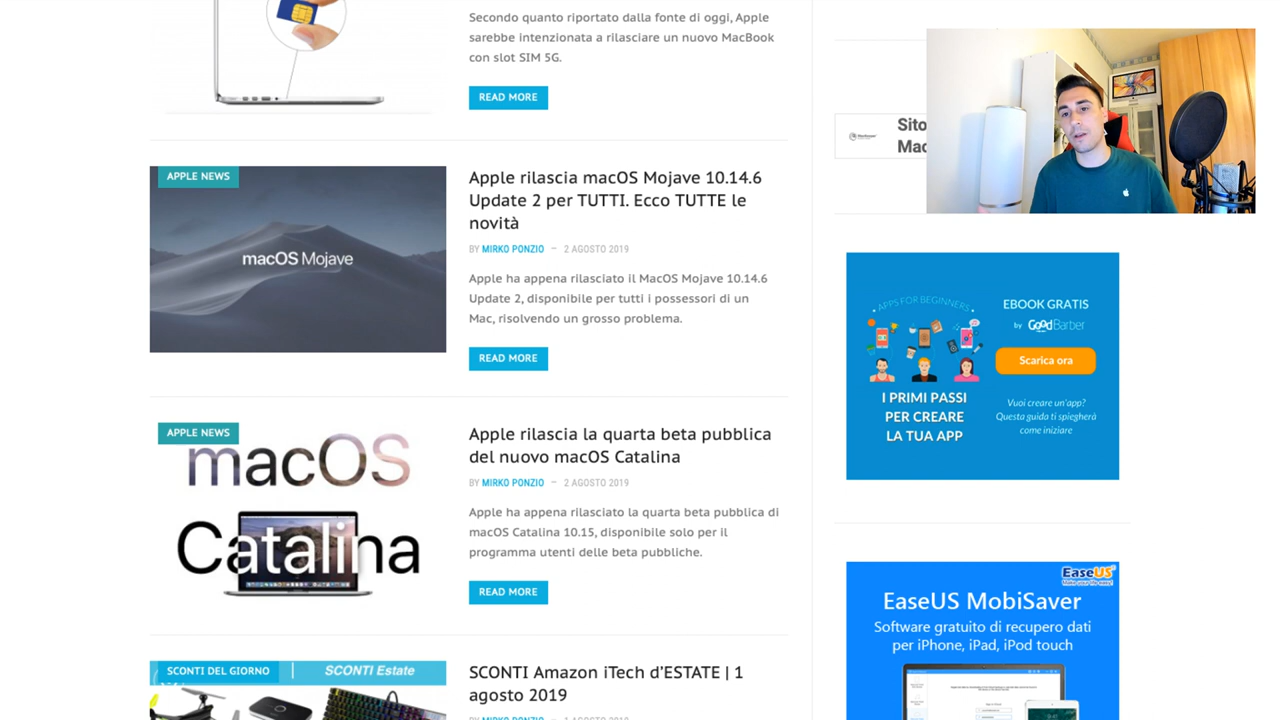 Secondo quanto riportato dalla fonte di oggi, Apple
sarebbe intenzionata a rilasciare un nuovo MacBook
con slot SIM 5G.
READ MORE
APPLE NEWS
macOS Mojave
Apple rilascia macOS Mojave 10.14.6
Update 2 per TUTTI. Ecco TUTTE le
novità
BY MIRKO PONZIO – 2 AGOSTO 2019
Apple ha appena rilasciato il MacOS Mojave 10.14.6
Update 2, disponibile per tutti i possessori di un
Mac, risolvendo un grosso problema.
READ MORE
APPLE NEWS
macOS
Catalina
Apple rilascia la quarta beta pubblica
del nuovo macOS Catalina
BY MIRKO PONZIO – 2 AGOSTO 2019
Apple ha appena rilasciato la quarta beta pubblica di
macOS Catalina 10.15, disponibile solo per il
programma utenti delle beta pubbliche.
READ MORE
SCONTI DEL GIORNO
SCONTI Estate
SCONTI Amazon iTech d’ESTATE | 1
agosto 2019
BY MIRKO PONZIO – 1 AGOSTO 2019
Sito
Mac
• APPS FOR BEGINNERS •
EBOOK GRATIS
by GoodBarber
Scarica ora
I PRIMI PASSI
PER CREARE
LA TUA APP
Vuoi creare un'app?
Questa guida ti spiegherà
come iniziare
EaseUS
Make your life easy!
EaseUS MobiSaver
Software gratuito di recupero dati
per iPhone, iPad, iPod touch